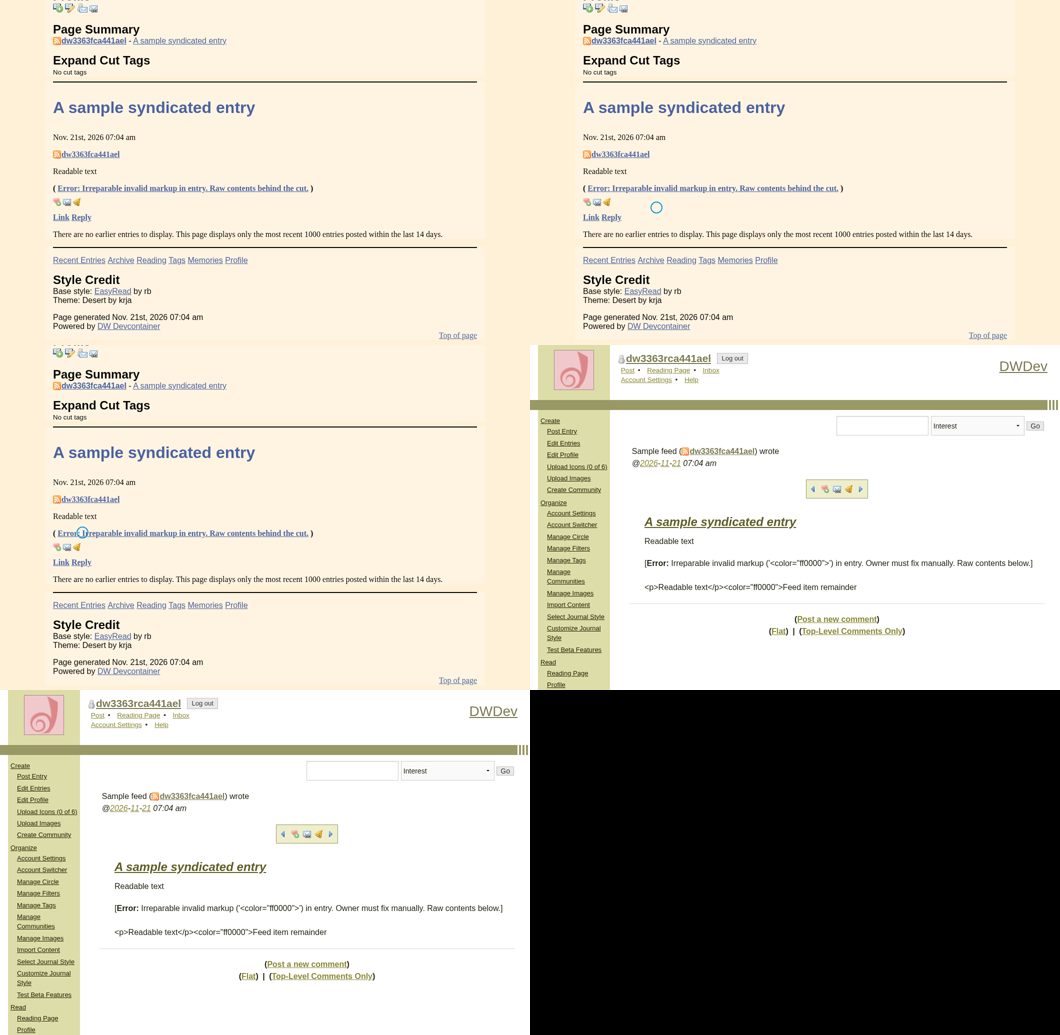 Page Summary
dw3363fca441ael - A sample syndicated entry
Expand Cut Tags
No cut tags
A sample syndicated entry
Nov. 21st, 2026 07:04 am
dw3363fca441ael
Readable text
( Error: Irreparable invalid markup in entry. Raw contents behind the cut. )
Link Reply
There are no earlier entries to display. This page displays only the most recent 1000 entries posted within the last 14 days.
Recent Entries Archive Reading Tags Memories Profile
Style Credit
Base style: EasyRead by rb
Theme: Desert by krja
Page generated Nov. 21st, 2026 07:04 am
Powered by DW Devcontainer
Top of page
Page Summary
dw3363fca441ael - A sample syndicated entry
Expand Cut Tags
No cut tags
A sample syndicated entry
Nov. 21st, 2026 07:04 am
dw3363fca441ael
Readable text
( Error: Irreparable invalid markup in entry. Raw contents behind the cut. )
Link Reply
There are no earlier entries to display. This page displays only the most recent 1000 entries posted within the last 14 days.
Recent Entries Archive Reading Tags Memories Profile
Style Credit
Base style: EasyRead by rb
Theme: Desert by krja
Page generated Nov. 21st, 2026 07:04 am
Powered by DW Devcontainer
Top of page
Page Summary
dw3363fca441ael - A sample syndicated entry
Expand Cut Tags
No cut tags
A sample syndicated entry
Nov. 21st, 2026 07:04 am
dw3363fca441ael
Readable text
( Error: Irreparable invalid markup in entry. Raw contents behind the cut. )
Link Reply
There are no earlier entries to display. This page displays only the most recent 1000 entries posted within the last 14 days.
Recent Entries Archive Reading Tags Memories Profile
Style Credit
Base style: EasyRead by rb
Theme: Desert by krja
Page generated Nov. 21st, 2026 07:04 am
Powered by DW Devcontainer
Top of page
dw3363rca441ael Log out
Post • Reading Page • Inbox
Account Settings • Help
DWDev
Create
Post Entry
Edit Entries
Edit Profile
Upload Icons (0 of 6)
Upload Images
Create Community
Organize
Account Settings
Account Switcher
Manage Circle
Manage Filters
Manage Tags
Manage
Communities
Manage Images
Import Content
Select Journal Style
Customize Journal
Style
Test Beta Features
Read
Reading Page
Profile
Interest Go
Sample feed (dw3363fca441ael) wrote
@2026-11-21 07:04 am
A sample syndicated entry
Readable text
[Error: Irreparable invalid markup ('<color="ff0000">') in entry. Owner must fix manually. Raw contents below.]
<p>Readable text</p><color="ff0000">Feed item remainder
(Post a new comment)
(Flat) | (Top-Level Comments Only)
dw3363rca441ael Log out
Post • Reading Page • Inbox
Account Settings • Help
DWDev
Create
Post Entry
Edit Entries
Edit Profile
Upload Icons (0 of 6)
Upload Images
Create Community
Organize
Account Settings
Account Switcher
Manage Circle
Manage Filters
Manage Tags
Manage
Communities
Manage Images
Import Content
Select Journal Style
Customize Journal
Style
Test Beta Features
Read
Reading Page
Profile
Interest Go
Sample feed (dw3363fca441ael) wrote
@2026-11-21 07:04 am
A sample syndicated entry
Readable text
[Error: Irreparable invalid markup ('<color="ff0000">') in entry. Owner must fix manually. Raw contents below.]
<p>Readable text</p><color="ff0000">Feed item remainder
(Post a new comment)
(Flat) | (Top-Level Comments Only)